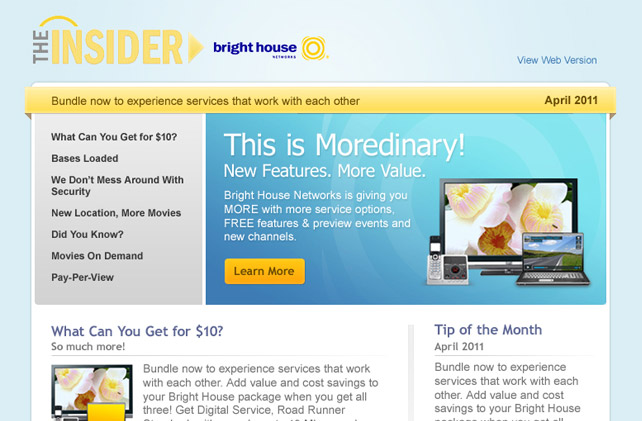 THE INSIDER
bright house
NETWORKS
View Web Version
Bundle now to experience services that work with each other
April 2011
What Can You Get for $10?
Bases Loaded
We Don't Mess Around With
Security
New Location, More Movies
Did You Know?
Movies On Demand
Pay-Per-View
This is Moredinary!
New Features. More Value.
Bright House Networks is giving you
MORE with more service options,
FREE features & preview events and
new channels.
Learn More
What Can You Get for $10?
So much more!
Bundle now to experience services that work
with each other. Add value and cost savings to
your Bright House package when you get all
three! Get Digital Service, Road Runner
Tip of the Month
April 2011
Bundle now to experience
services that work with each
other. Add value and cost
savings to your Bright House